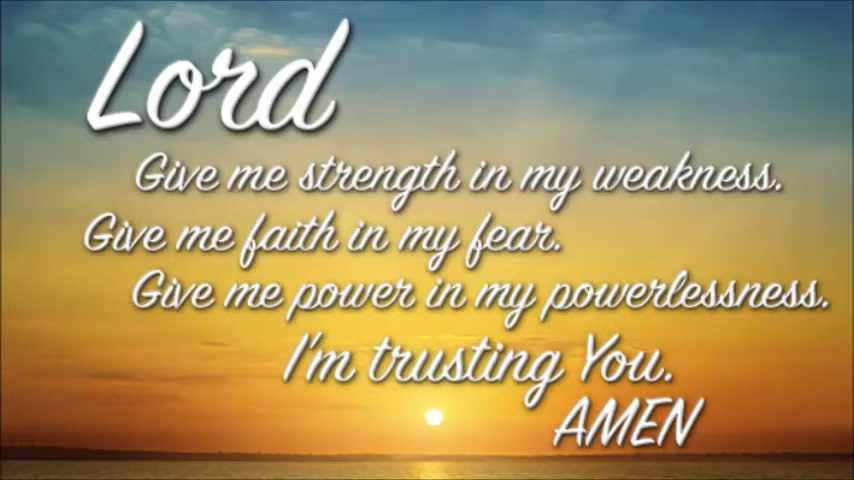 Lord
Give me strength in my weakness.
Give me faith in my fear.
Give me power in my powerlessness.
I'm trusting You.
AMEN